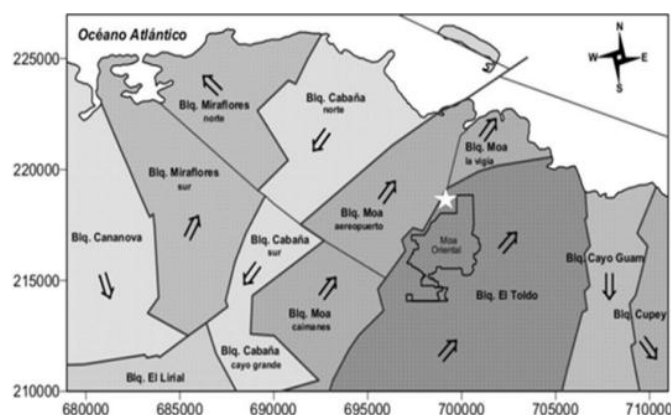 Océano Atlántico
N
W E
S
225000
220000
215000
210000
Blq. Miraflores
norte
Blq. Cabaña
norte
Blq. Moa
la vigia
Blq. Miraflores
sur
Blq. Moa
aereopuerto
Blq. Cananova
Blq. Cabaña
sur
Moa
Oriental
Blq. Cayo Guam
Blq. El Toldo
Blq. Moa
caimanes
Blq. Cupey
Blq. Cabaña
cayo grande
Blq. El Lirial
680000 685000 690000 695000 700000 705000 710000